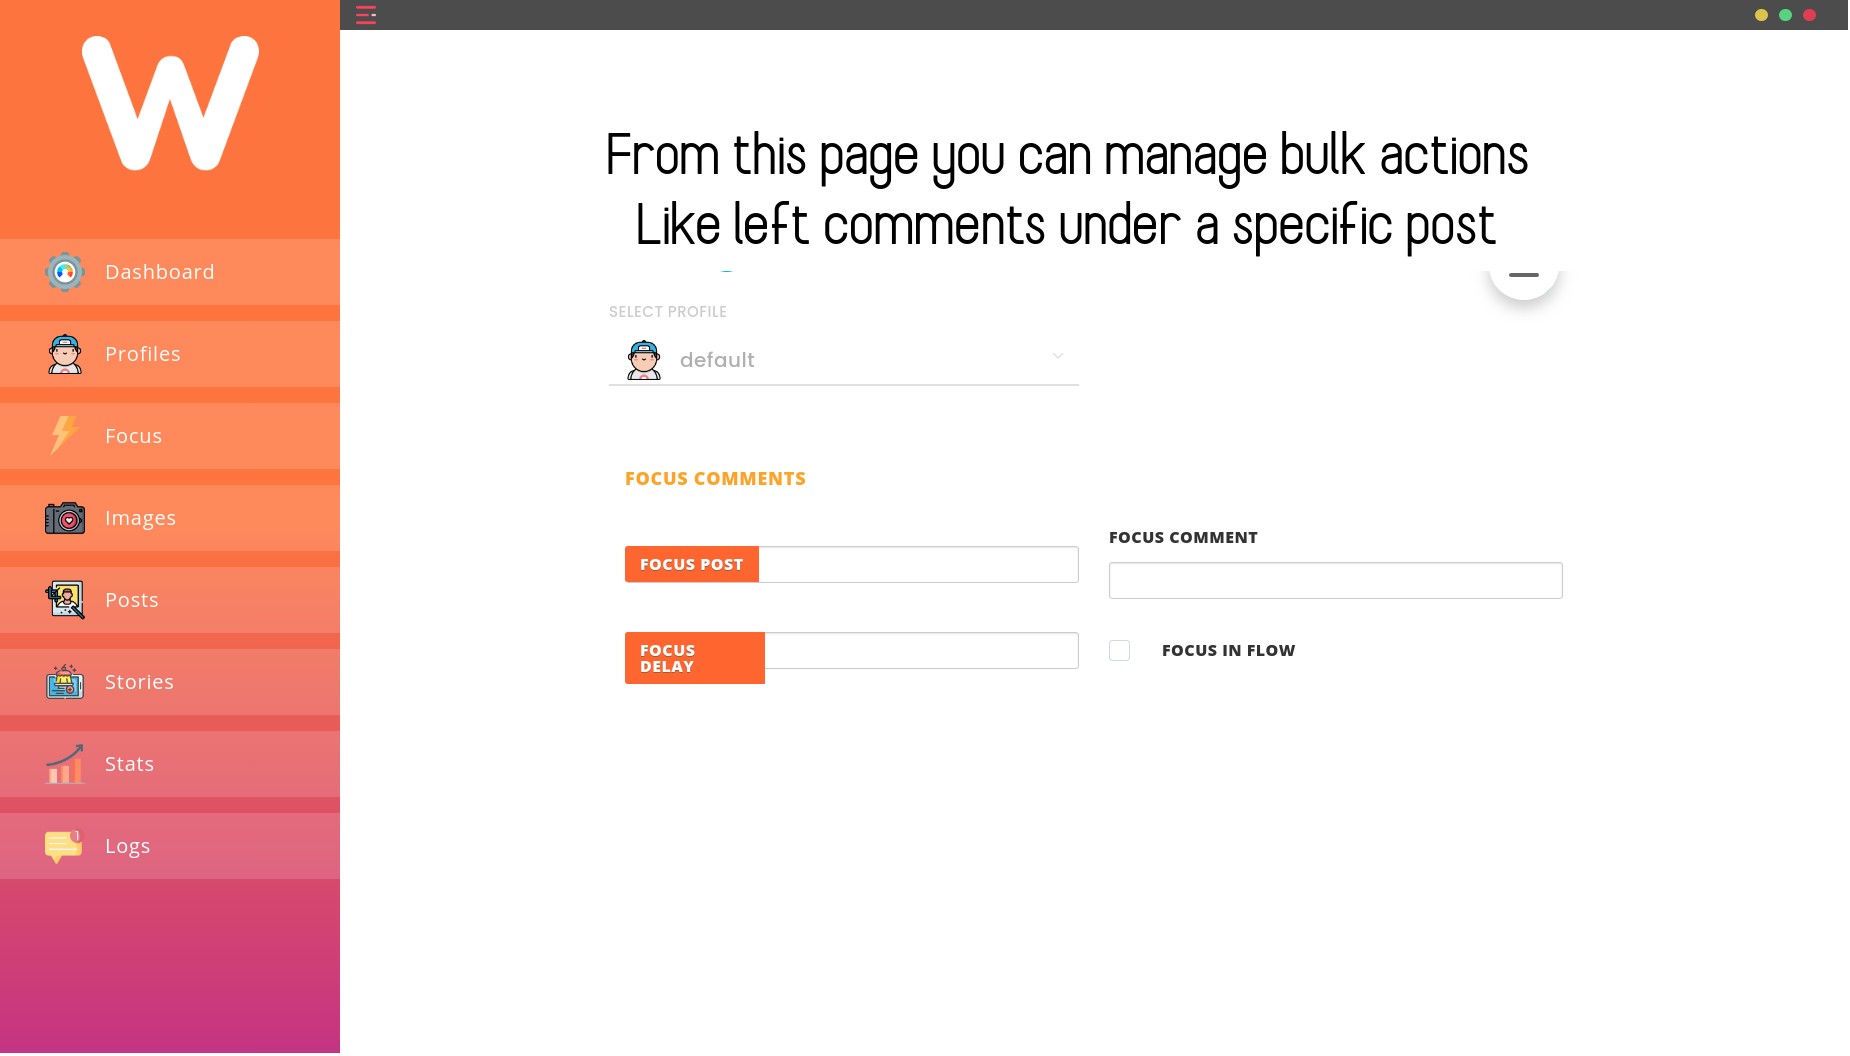 W
Dashboard
Profiles
Focus
Images
Posts
Stories
Stats
Logs
From this page you can manage bulk actions
Like left comments under a specific post
SELECT PROFILE
default
FOCUS COMMENTS
FOCUS POST
FOCUS COMMENT
FOCUS
DELAY
FOCUS IN FLOW